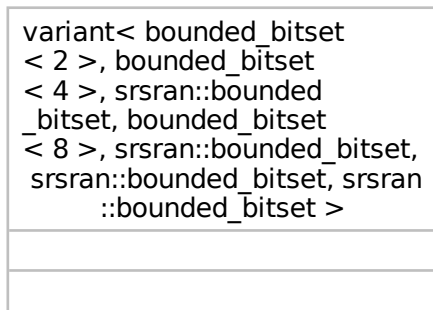 variant< bounded_bitset
< 2 >, bounded_bitset
< 4 >, srsran::bounded
_bitset, bounded_bitset
< 8 >, srsran::bounded_bitset,
srsran::bounded_bitset, srsran
::bounded_bitset >